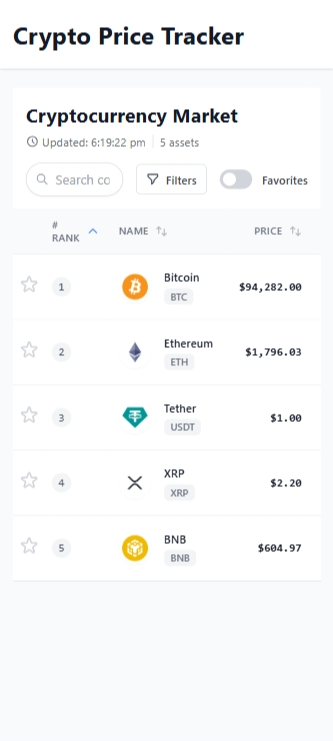 Crypto Price Tracker
Cryptocurrency Market
Updated: 6:19:22 pm 5 assets
Search co Filters Favorites
# RANK NAME PRICE
1 Bitcoin BTC $94,282.00
2 Ethereum ETH $1,796.03
3 Tether USDT $1.00
4 XRP XRP $2.20
5 BNB BNB $604.97